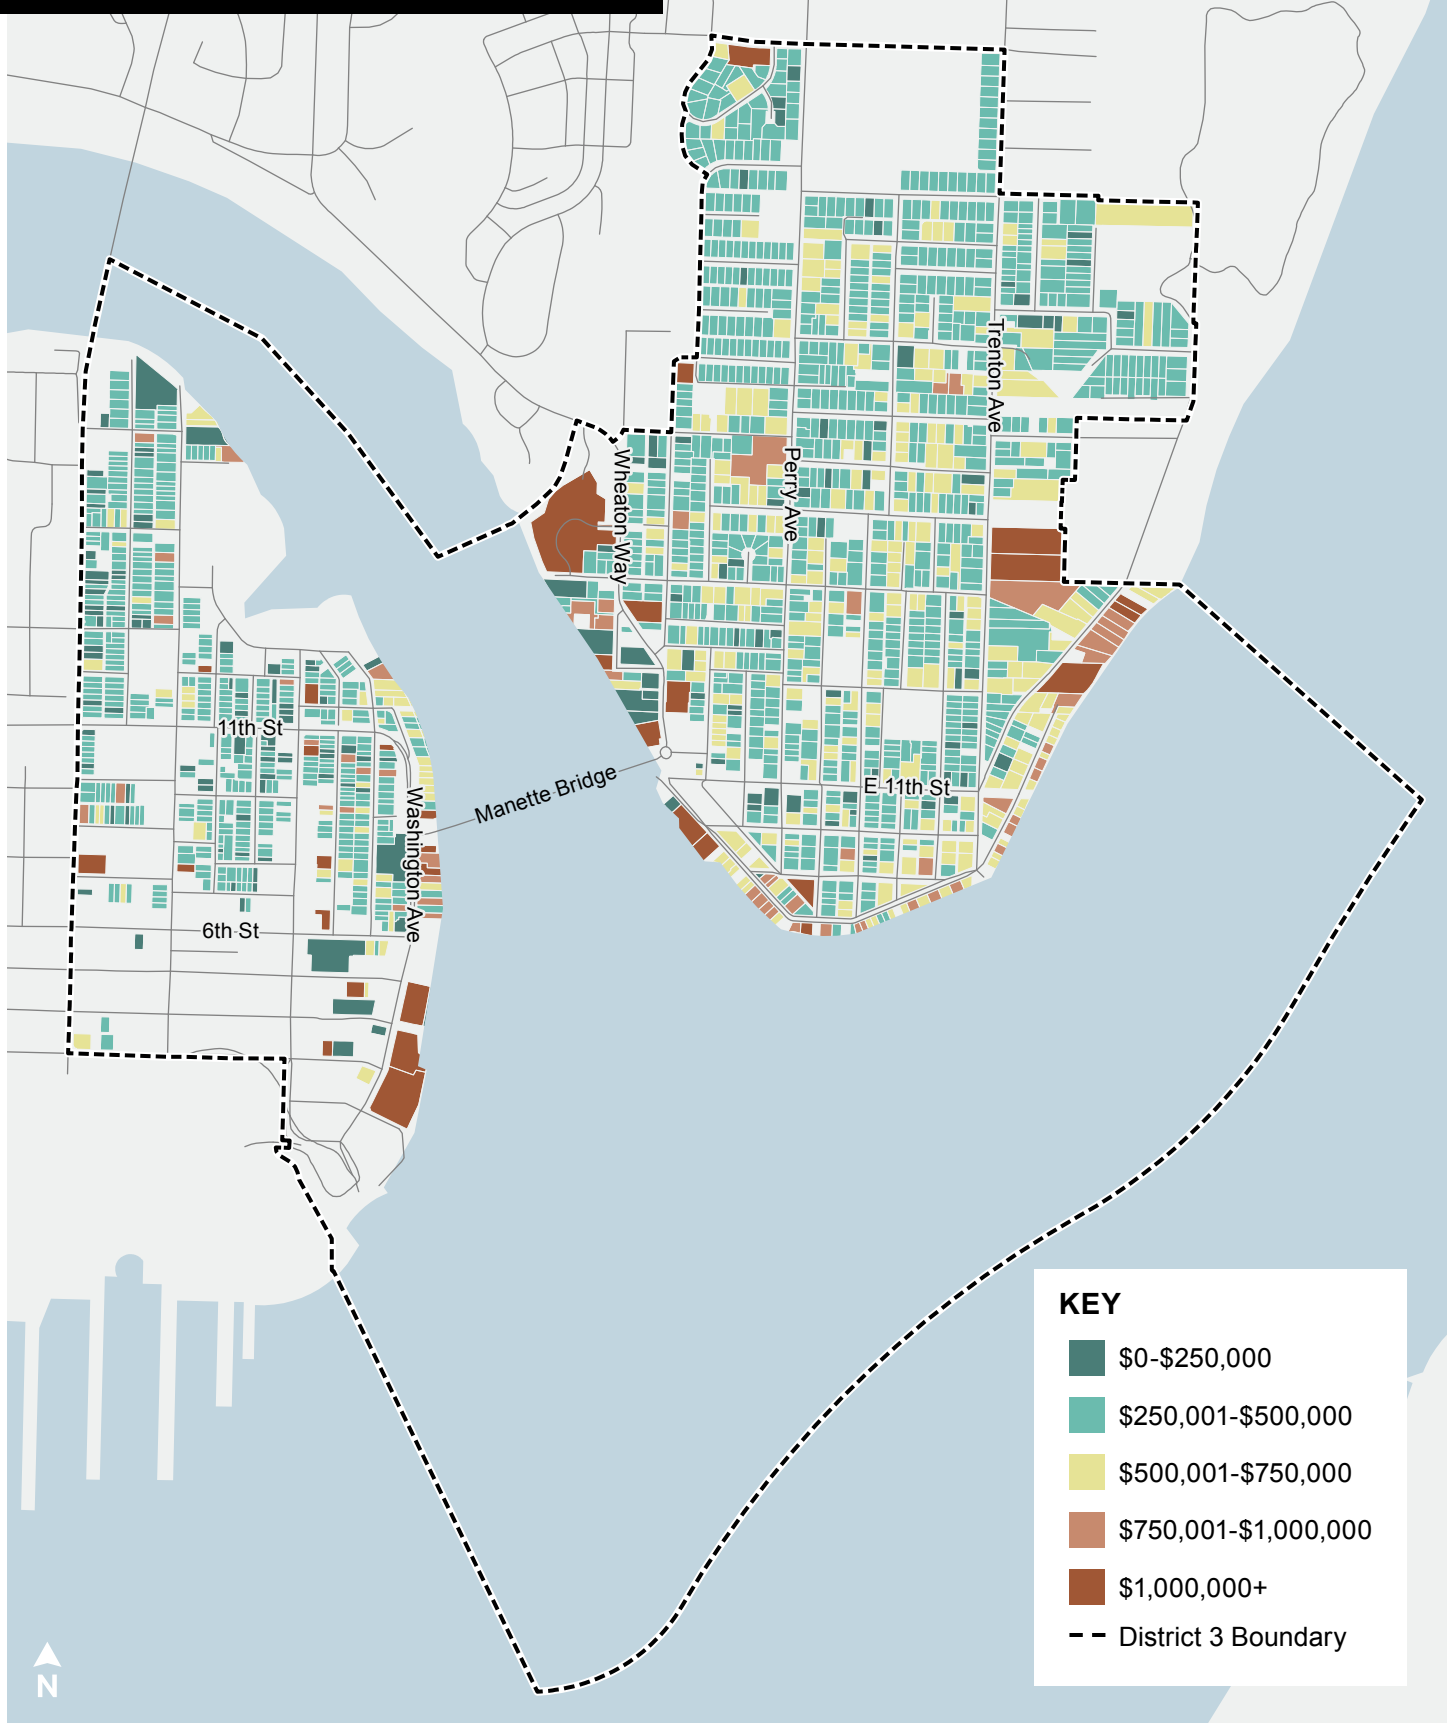 Trenton Ave
Wheaton Way
Perry Ave
11th St
Manette Bridge
E 11th St
Washington Ave
6th St
KEY
$0-$250,000
$250,001-$500,000
$500,001-$750,000
$750,001-$1,000,000
$1,000,000+
District 3 Boundary
N